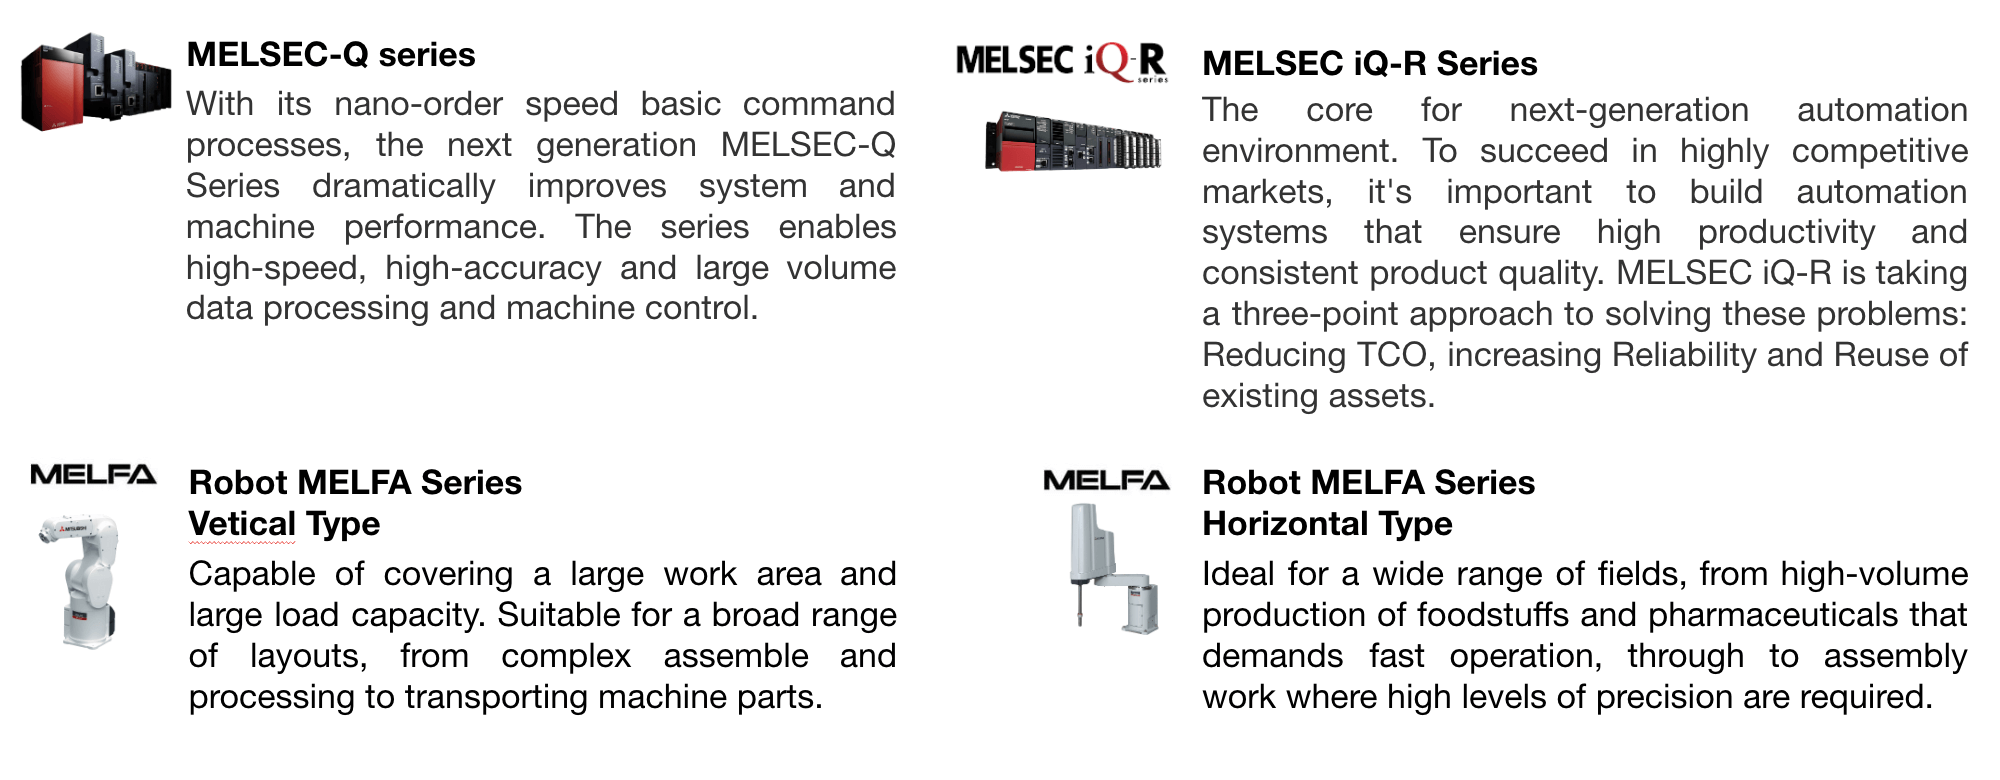 MELSEC-Q series
With its nano-order speed basic command
processes, the next generation MELSEC-Q
Series dramatically improves system and
machine performance. The series enables
high-speed, high-accuracy and large volume
data processing and machine control.
MELSEC iQ-R
series
MELSEC iQ-R Series
The core for next-generation automation
environment. To succeed in highly competitive
markets, it's important to build automation
systems that ensure high productivity and
consistent product quality. MELSEC iQ-R is taking
a three-point approach to solving these problems:
Reducing TCO, increasing Reliability and Reuse of
existing assets.
MELFA
MITSUBISHI
Robot MELFA Series
Vetical Type
Capable of covering a large work area and
large load capacity. Suitable for a broad range
of layouts, from complex assemble and
processing to transporting machine parts.
MELFA
Robot MELFA Series
Horizontal Type
Ideal for a wide range of fields, from high-volume
production of foodstuffs and pharmaceuticals that
demands fast operation, through to assembly
work where high levels of precision are required.